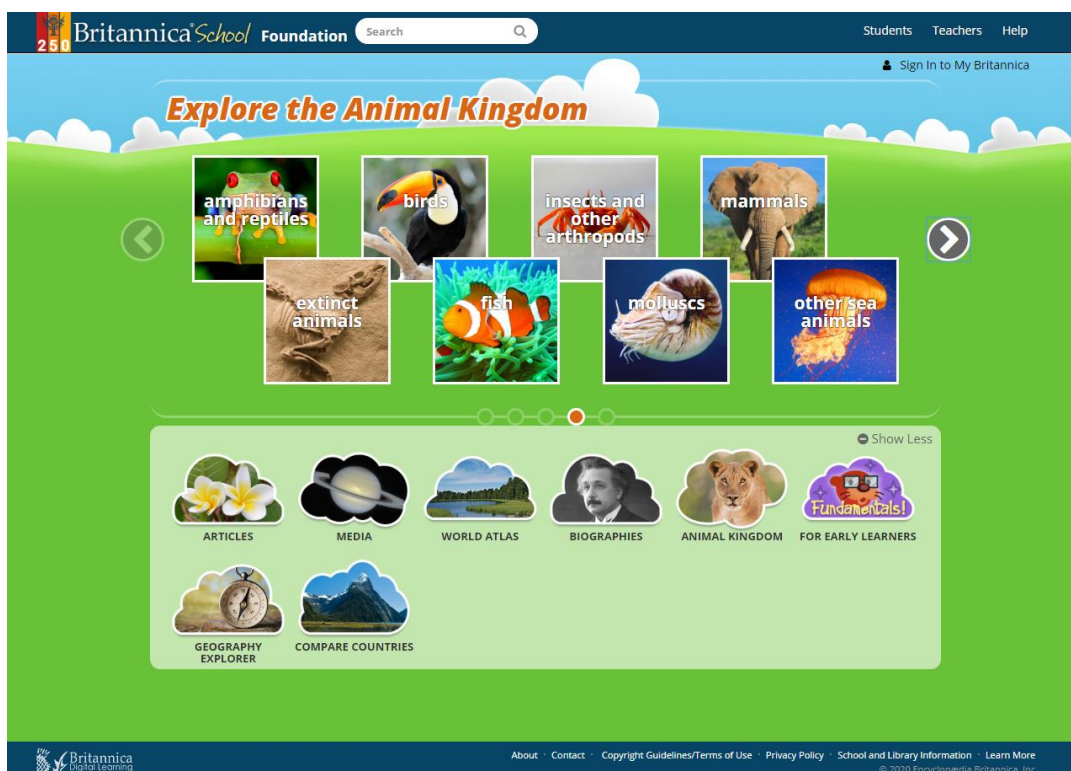 250 Britannica School Foundation Search Students Teachers Help
Sign In to My Britannica
Explore the Animal Kingdom
amphibians
and reptiles
birds
insects and
other
arthropods
mammals
extinct
animals
fish
molluscs
other sea
animals
Show Less
Fundamentals!
ARTICLES MEDIA WORLD ATLAS BIOGRAPHIES ANIMAL KINGDOM FOR EARLY LEARNERS
GEOGRAPHY
EXPLORER
COMPARE COUNTRIES
Britannica
Digital Learning
About · Contact · Copyright Guidelines/Terms of Use · Privacy Policy · School and Library Information · Learn More
© 2020 Encyclopædia Britannica, Inc.